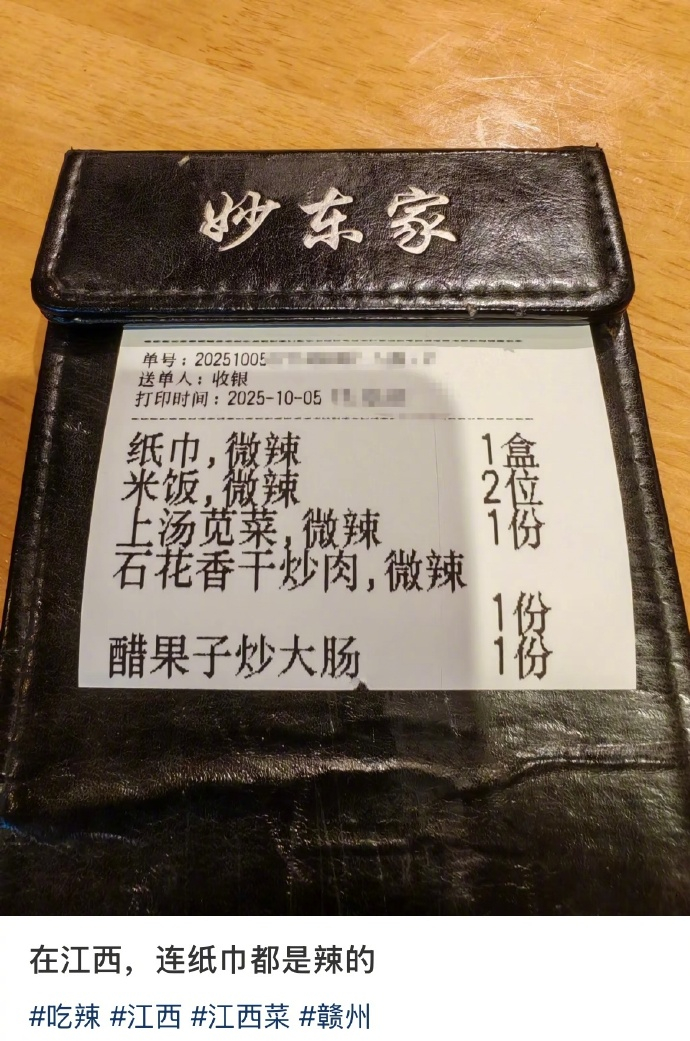 妙东家
单号：20251005
送单人：收银
打印时间：2025-10-05
纸巾,微辣 1盒
米饭,微辣 2位
上汤苋菜,微辣 1份
石花香干炒肉,微辣
1份
醋果子炒大肠 1份
在江西，连纸巾都是辣的
#吃辣 #江西 #江西菜 #赣州